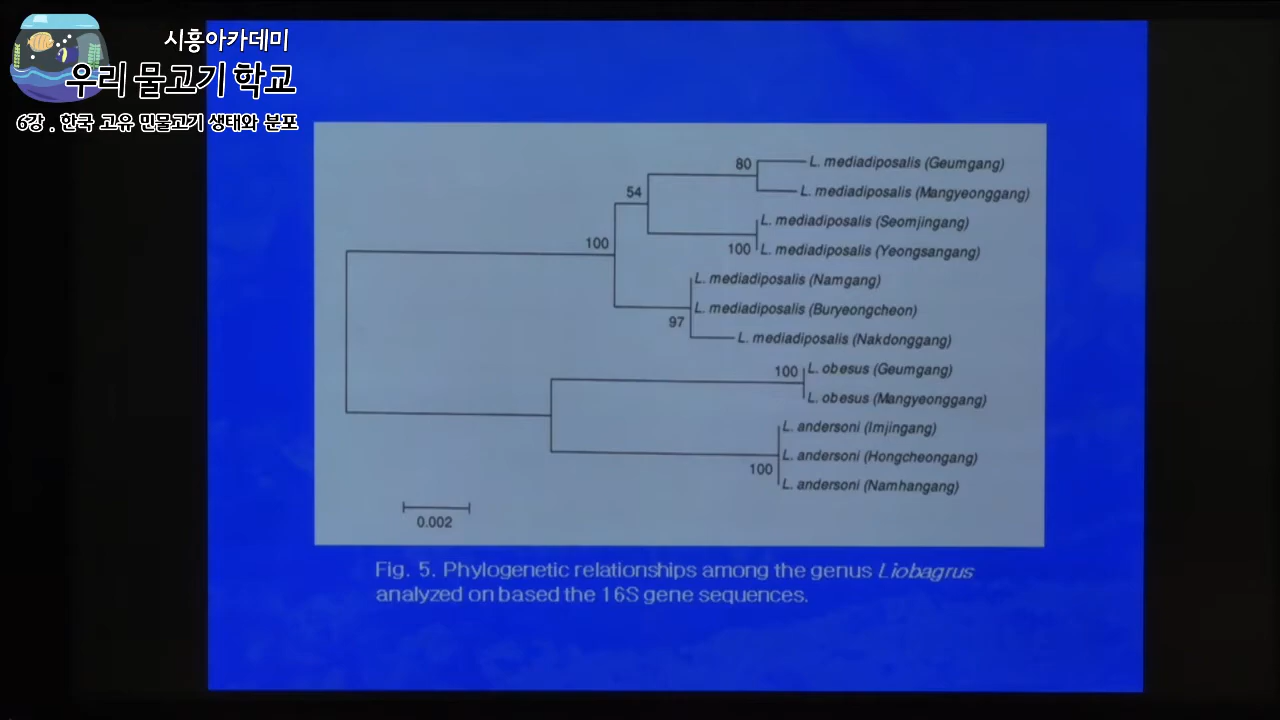 시흥아카데미
우리 물고기 학교
6강 . 한국 고유 민물고기 생태와 분포
80
L. mediadiposalis (Geumgang)
L. mediadiposalis (Mangyeonggang)
54
L. mediadiposalis (Seomjingang)
100
L. mediadiposalis (Yeongsangang)
100
L. mediadiposalis (Namgang)
L. mediadiposalis (Buryeongcheon)
97
L. mediadiposalis (Nakdonggang)
100
L. obesus (Geumgang)
L. obesus (Mangyeonggang)
L. andersoni (Imjingang)
L. andersoni (Hongcheongang)
100
L. andersoni (Namhangang)
0.002
Fig. 5. Phylogenetic relationships among the genus Liobagrus
analyzed on based the 16S gene sequences.